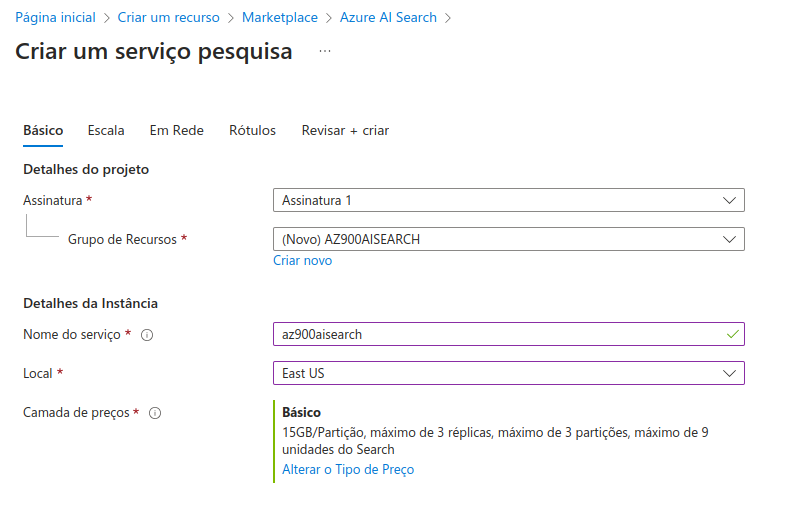 Página inicial > Criar um recurso > Marketplace > Azure AI Search >
Criar um serviço pesquisa ...
Básico Escala Em Rede Rótulos Revisar + criar
Detalhes do projeto
Assinatura * Assinatura 1
Grupo de Recursos * (Novo) AZ900AISEARCH
Criar novo
Detalhes da Instância
Nome do serviço * az900aisearch
Local * East US
Camada de preços * Básico
15GB/Partição, máximo de 3 réplicas, máximo de 3 partições, máximo de 9
unidades do Search
Alterar o Tipo de Preço